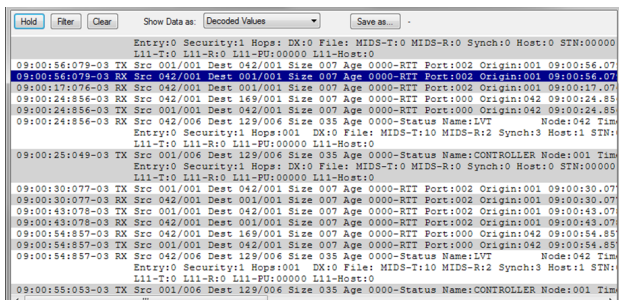 Hold Filter Clear Show Data as: Decoded Values Save as... -
Entry:0 Security:1 Hops: DX:0 File: MIDS-T:0 MIDS-R:0 Synch:0 Host:0 STN:00000
L11-T:0 L11-R:0 L11-PU:00000 L11-Host:0
09:00:56:079-03 TX Src 001/001 Dest 042/001 Size 007 Age 0000-RTT Port:002 Origin:001 09:00:56.07
09:00:56:079-03 RX Src 042/001 Dest 001/001 Size 007 Age 0000-RTT Port:002 Origin:001 09:00:56.07
09:00:17:076-03 RX Src 042/001 Dest 001/001 Size 007 Age 0000-RTT Port:002 Origin:001 09:00:17.07
09:00:24:856-03 RX Src 042/001 Dest 169/001 Size 007 Age 0000-RTT Port:000 Origin:042 09:00:24.85
09:00:24:856-03 TX Src 001/001 Dest 042/001 Size 007 Age 0000-RTT Port:000 Origin:042 09:00:24.85
09:00:24:856-03 RX Src 042/006 Dest 129/006 Size 035 Age 0000-Status Name:LVT Node:042 Tim
Entry:0 Security:1 Hops:001 DX:0 File: MIDS-T:10 MIDS-R:2 Synch:3 Host:1 STN:
L11-T:0 L11-R:0 L11-PU:00000 L11-Host:0
09:00:25:049-03 TX Src 001/006 Dest 129/006 Size 035 Age 0000-Status Name:CONTROLLER Node:001 Tim
Entry:0 Security:1 Hops: DX:0 File: MIDS-T:0 MIDS-R:0 Synch:0 Host:0 STN:00000
L11-T:0 L11-R:0 L11-PU:00000 L11-Host:0
09:00:30:077-03 TX Src 001/001 Dest 042/001 Size 007 Age 0000-RTT Port:002 Origin:001 09:00:30.07
09:00:30:077-03 RX Src 042/001 Dest 001/001 Size 007 Age 0000-RTT Port:002 Origin:001 09:00:30.07
09:00:43:078-03 TX Src 001/001 Dest 042/001 Size 007 Age 0000-RTT Port:002 Origin:001 09:00:43.07
09:00:43:078-03 RX Src 042/001 Dest 001/001 Size 007 Age 0000-RTT Port:002 Origin:001 09:00:43.07
09:00:54:857-03 RX Src 042/001 Dest 169/001 Size 007 Age 0000-RTT Port:000 Origin:042 09:00:54.85
09:00:54:857-03 TX Src 001/001 Dest 042/001 Size 007 Age 0000-RTT Port:000 Origin:042 09:00:54.85
09:00:54:857-03 RX Src 042/006 Dest 129/006 Size 035 Age 0000-Status Name:LVT Node:042 Tim
Entry:0 Security:1 Hops:001 DX:0 File: MIDS-T:10 MIDS-R:2 Synch:3 Host:1 STN:
L11-T:0 L11-R:0 L11-PU:00000 L11-Host:0
09:00:55:053-03 TX Src 001/006 Dest 129/006 Size 035 Age 0000-Status Name:CONTROLLER Node:001 Tim